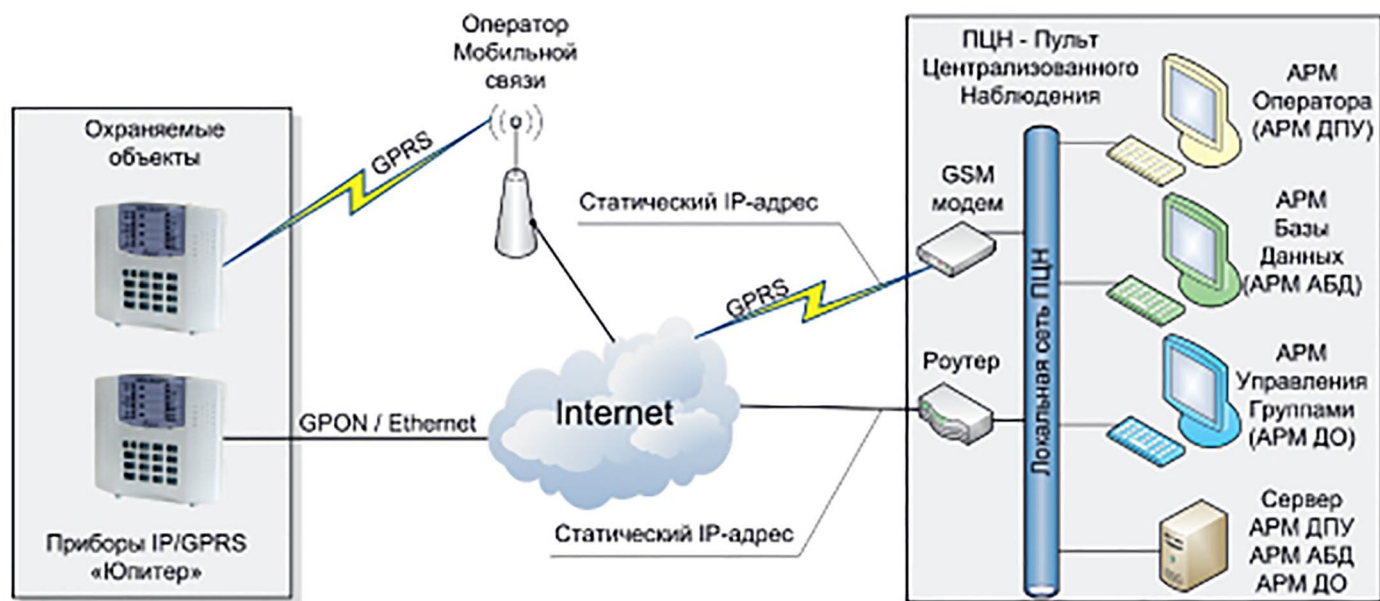 Оператор
Мобильной
связи
Охраняемые
объекты
GPRS
GPON / Ethernet
Приборы IP/GPRS
«Юпитер»
Internet
Статический IP-адрес
GPRS
Статический IP-адрес
ПЦН - Пульт
Централизованного
Наблюдения
GSM
модем
Роутер
Локальная сеть ПЦН
АРМ
Оператора
(АРМ ДПУ)
АРМ
Базы
Данных
(АРМ АБД)
АРМ
Управления
Группами
(АРМ ДО)
Сервер
АРМ ДПУ
АРМ АБД
АРМ ДО